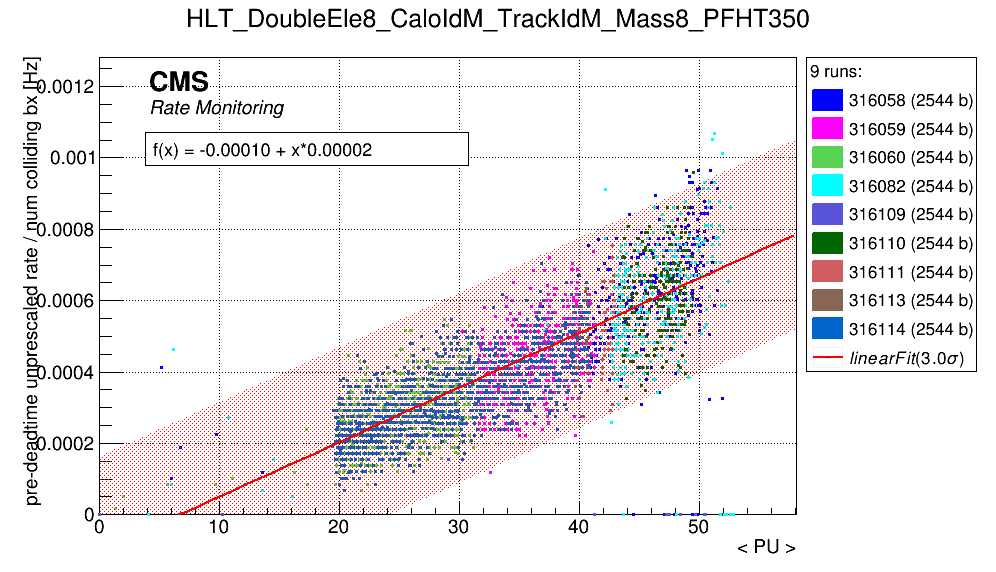 HLT_DoubleEle8_CaloIdM_TrackIdM_Mass8_PFHT350
pre-deadtime unprescaled rate / num colliding bx [Hz]
0.0012
0.001
0.0008
0.0006
0.0004
0.0002
0
CMS
Rate Monitoring
f(x) = -0.00010 + x*0.00002
0 10 20 30 40 50
< PU >
9 runs:
316058 (2544 b)
316059 (2544 b)
316060 (2544 b)
316082 (2544 b)
316109 (2544 b)
316110 (2544 b)
316111 (2544 b)
316113 (2544 b)
316114 (2544 b)
linearFit(3.0σ)